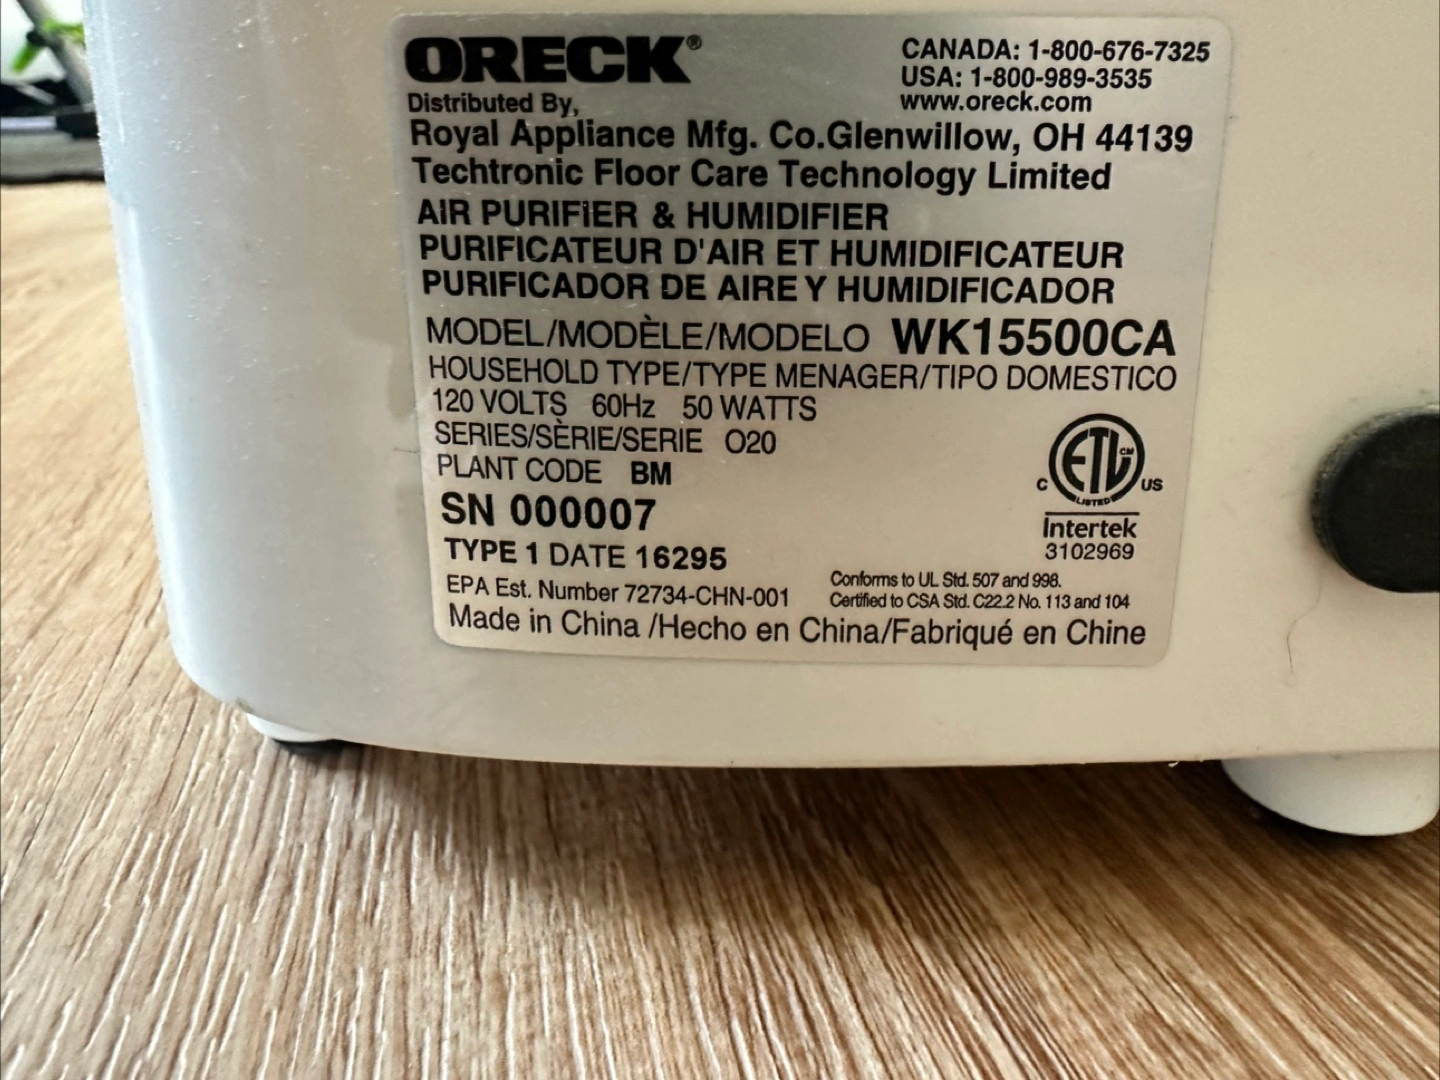 ORECK®
CANADA: 1-800-676-7325
USA: 1-800-989-3535
www.oreck.com
Distributed By,
Royal Appliance Mfg. Co.Glenwillow, OH 44139
Techtronic Floor Care Technology Limited
AIR PURIFIER & HUMIDIFIER
PURIFICATEUR D'AIR ET HUMIDIFICATEUR
PURIFICADOR DE AIRE Y HUMIDIFICADOR
MODEL/MODÈLE/MODELO WK15500CA
HOUSEHOLD TYPE/TYPE MENAGER/TIPO DOMESTICO
120 VOLTS 60Hz 50 WATTS
SERIES/SÈRIE/SERIE O20
PLANT CODE BM
SN 000007
TYPE 1 DATE 16295
EPA Est. Number 72734-CHN-001
C ETL CM US
LISTED
Intertek
3102969
Conforms to UL Std. 507 and 998.
Certified to CSA Std. C22.2 No. 113 and 104
Made in China /Hecho en China/Fabriqué en Chine